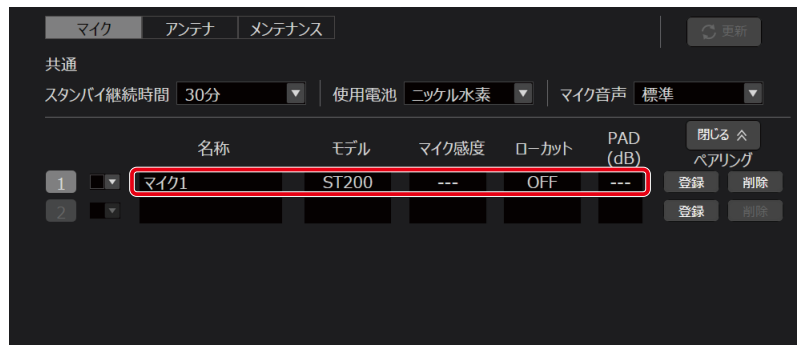 マイク アンテナ メンテナンス 更新
共通
スタンバイ継続時間 30分 使用電池 ニッケル水素 マイク音声 標準
名称 モデル マイク感度 ローカット PAD (dB) 閉じる ペアリング
1 マイク1 ST200 --- OFF --- 登録 削除
2 登録 削除